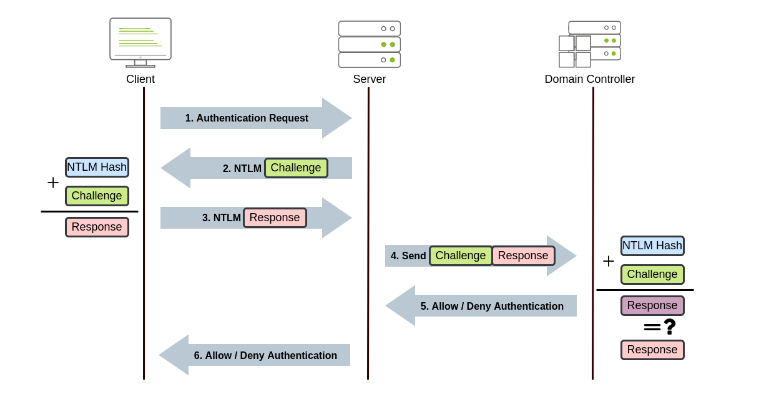 Client
Server
Domain Controller
1. Authentication Request
2. NTLM Challenge
NTLM Hash
+
Challenge
Response
3. NTLM Response
4. Send Challenge Response
5. Allow / Deny Authentication
6. Allow / Deny Authentication
NTLM Hash
+
Challenge
Response
=?
Response